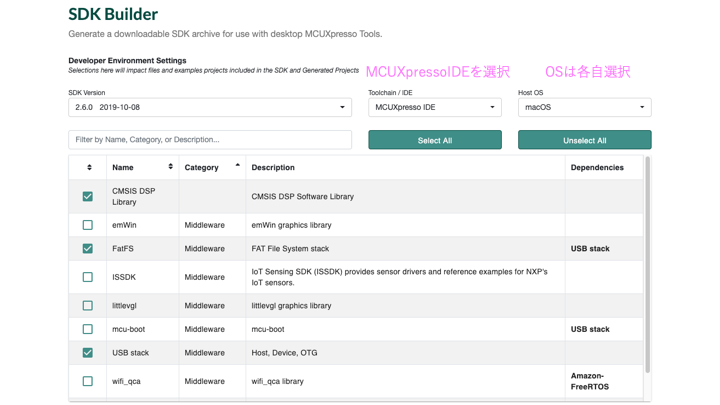 SDK Builder
Generate a downloadable SDK archive for use with desktop MCUXpresso Tools.
Developer Environment Settings
Selections here will impact files and examples projects included in the SDK and Generated Projects
MCUXpressoIDEを選択
OSは各自選択
SDK Version
Toolchain / IDE
Host OS
2.6.0 2019-10-08
MCUXpresso IDE
macOS
Filter by Name, Category, or Description...
Select All
Unselect All
Name Category Description Dependencies
CMSIS DSP
Library
CMSIS DSP Software Library
emWin Middleware emWin graphics library
FatFS Middleware FAT File System stack USB stack
ISSDK Middleware
IoT Sensing SDK (ISSDK) provides sensor drivers and reference examples for NXP's
IoT sensors.
littlevgl Middleware littlevgl graphics library
mcu-boot Middleware mcu-boot USB stack
USB stack Middleware Host, Device, OTG
wifi_qca Middleware wifi_qca library
Amazon-
FreeRTOS